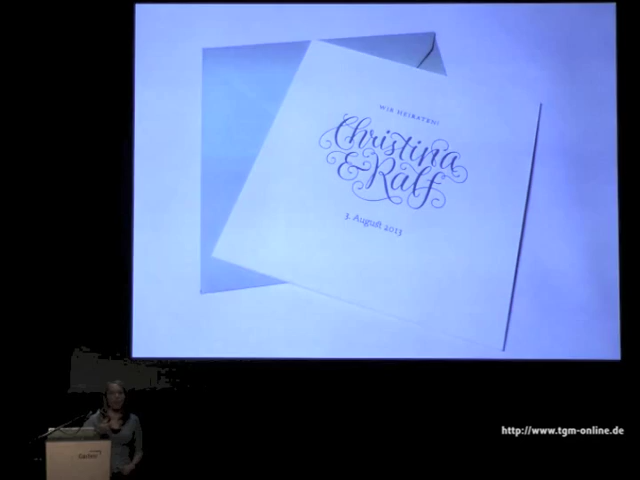 WIR HEIRATEN!
Christina
& Ralf
3. August 2013
http://www.tgm-online.de